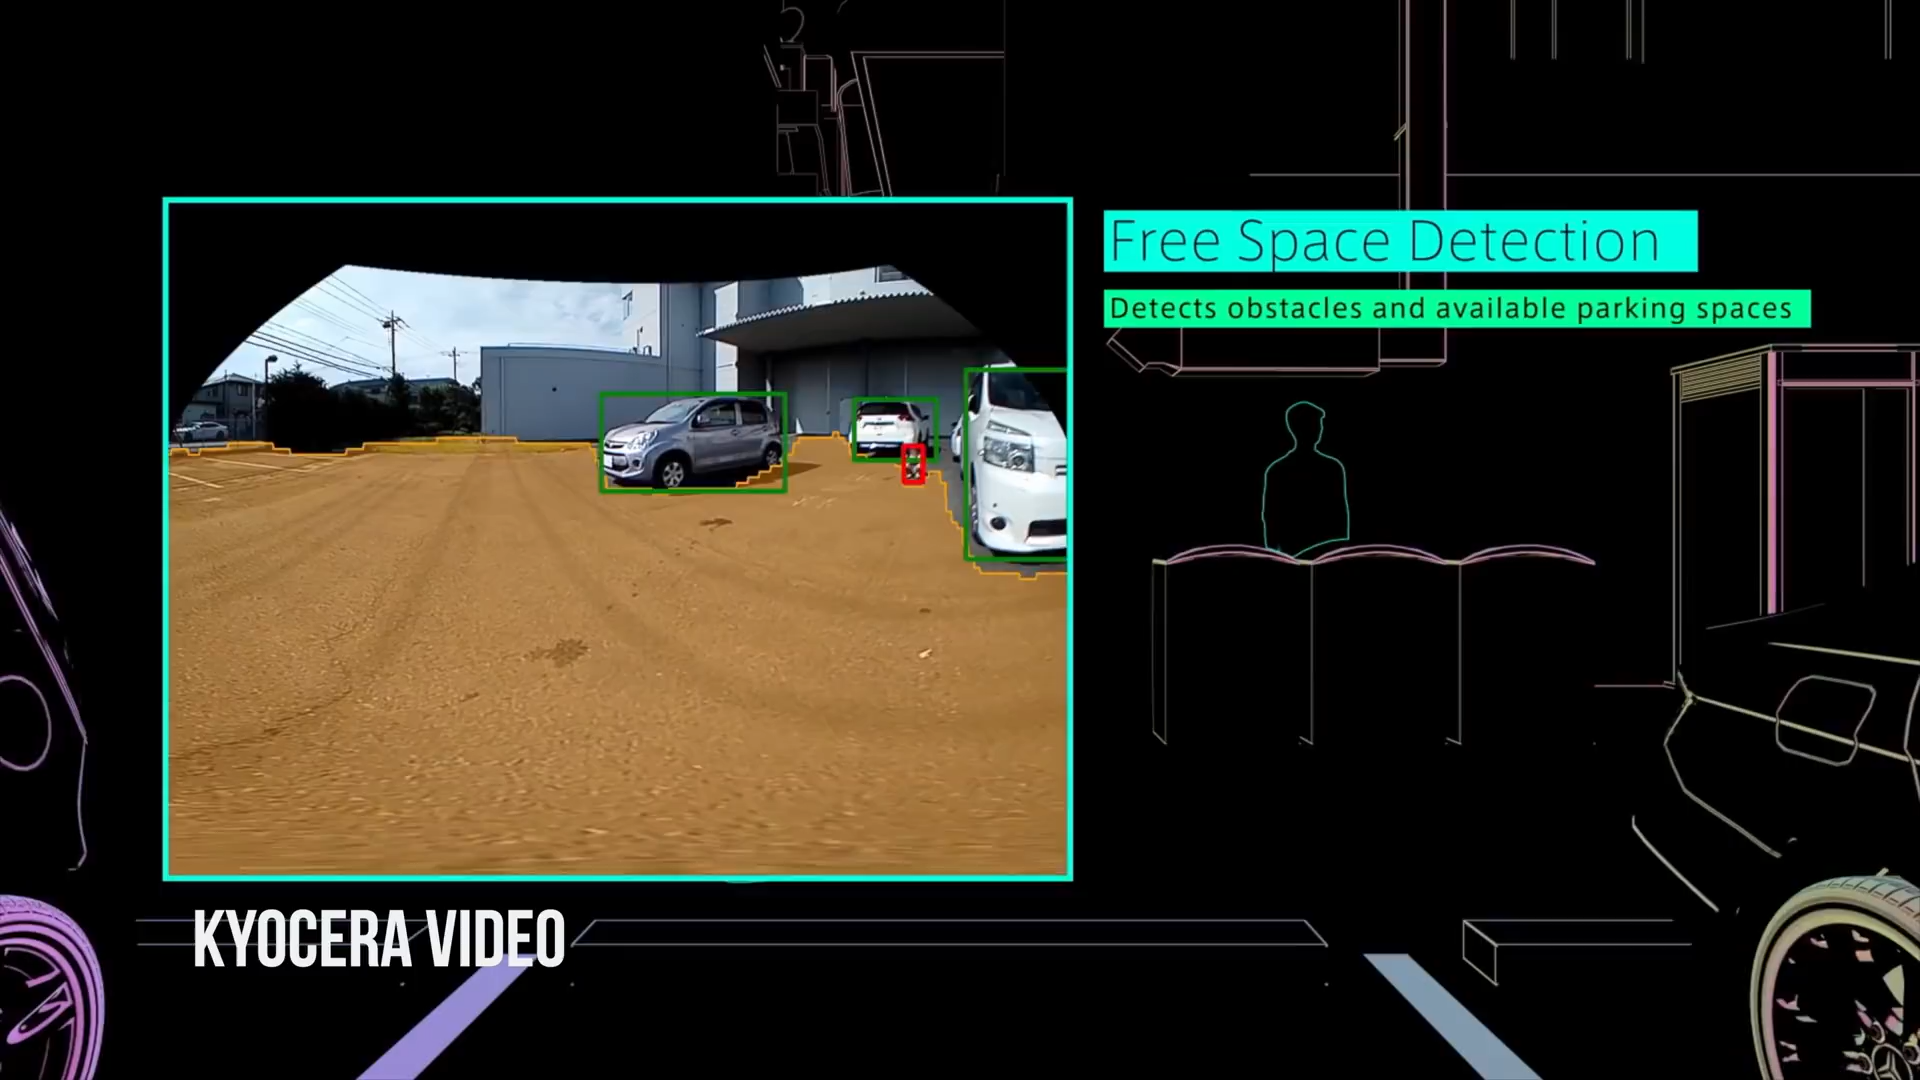 Free Space Detection
Detects obstacles and available parking spaces
KYOCERA VIDEO